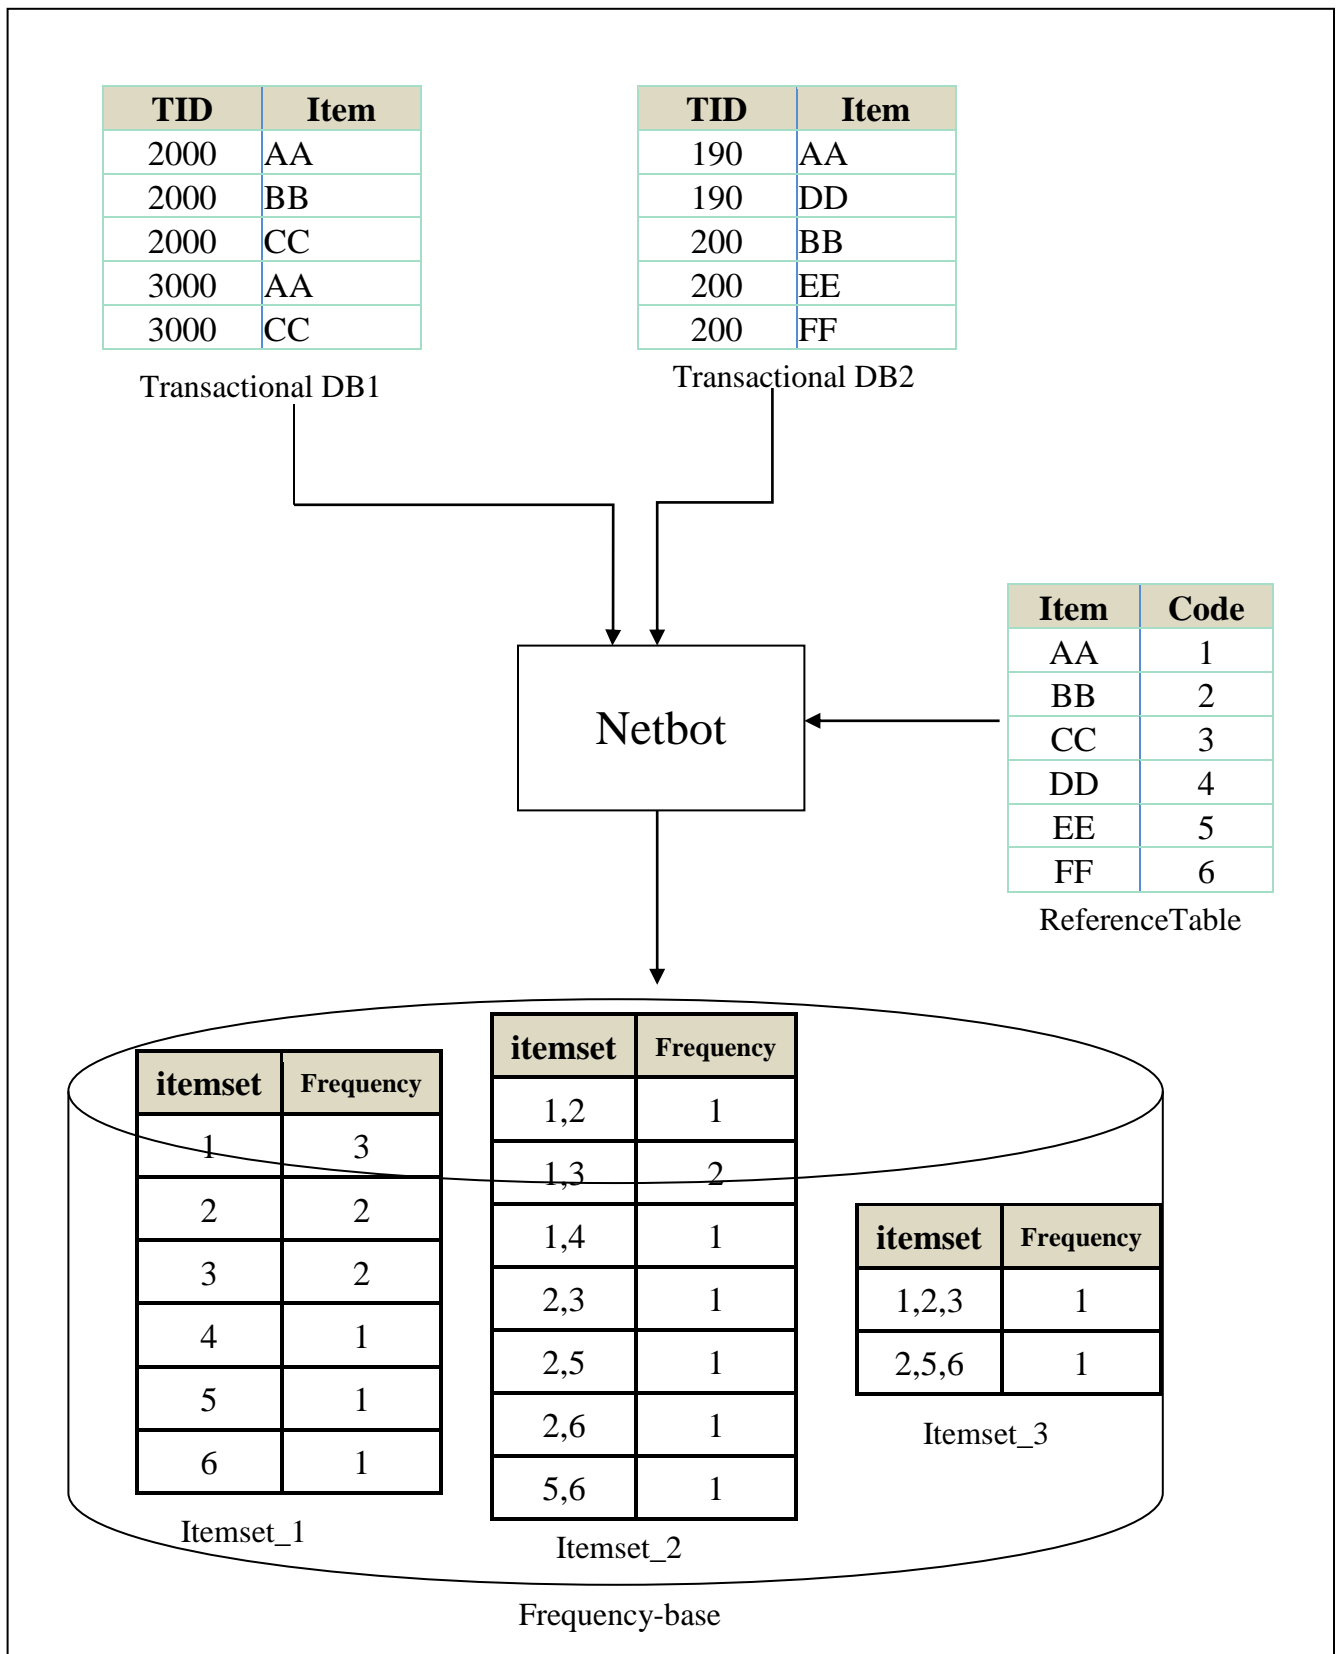 TID Item
2000 AA
2000 BB
2000 CC
3000 AA
3000 CC
Transactional DB1
TID Item
190 AA
190 DD
200 BB
200 EE
200 FF
Transactional DB2
Netbot
Item Code
AA 1
BB 2
CC 3
DD 4
EE 5
FF 6
ReferenceTable
itemset Frequency
1 3
2 2
3 2
4 1
5 1
6 1
Itemset_1
itemset Frequency
1,2 1
1,3 2
1,4 1
2,3 1
2,5 1
2,6 1
5,6 1
Itemset_2
itemset Frequency
1,2,3 1
2,5,6 1
Itemset_3
Frequency-base